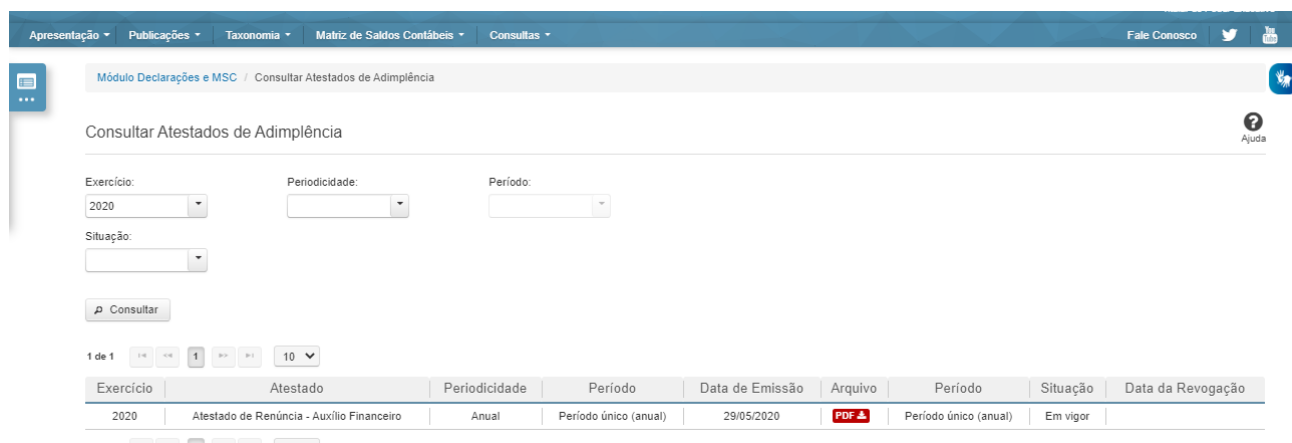 Apresentação Publicações Taxonomia Matriz de Saldos Contábeis Consultas Fale Conosco You Tube
Módulo Declarações e MSC / Consultar Atestados de Adimplência
Consultar Atestados de Adimplência
Ajuda
Exercício: Periodicidade: Período:
2020
Situação:
Consultar
1 de 1 1 10
Exercício Atestado Periodicidade Período Data de Emissão Arquivo Período Situação Data da Revogação
2020 Atestado de Renúncia - Auxílio Financeiro Anual Período único (anual) 29/05/2020 PDF Período único (anual) Em vigor